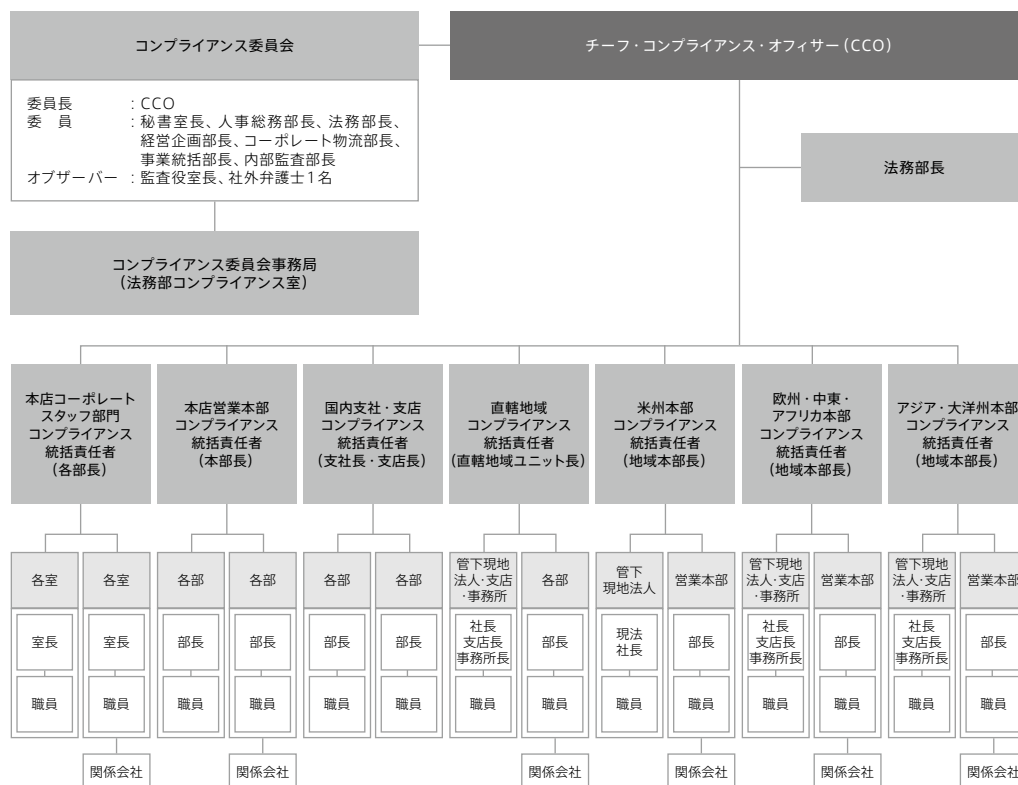 コンプライアンス委員会
チーフ・コンプライアンス・オフィサー(CCO)
委員長 : CCO
委 員 : 秘書室長、人事総務部長、法務部長、
経営企画部長、コーポレート物流部長、
事業統括部長、内部監査部長
オブザーバー : 監査役室長、社外弁護士1名
法務部長
コンプライアンス委員会事務局
(法務部コンプライアンス室)
本店コーポレート
スタッフ部門
コンプライアンス
統括責任者
(各部長)
本店営業本部
コンプライアンス
統括責任者
(本部長)
国内支社・支店
コンプライアンス
統括責任者
(支社長・支店長)
直轄地域
コンプライアンス
統括責任者
(直轄地域ユニット長)
米州本部
コンプライアンス
統括責任者
(地域本部長)
欧州・中東・
アフリカ本部
コンプライアンス
統括責任者
(地域本部長)
アジア・大洋州本部
コンプライアンス
統括責任者
(地域本部長)
各室
室長
職員
各室
室長
職員
関係会社
各部
部長
職員
各部
部長
職員
関係会社
各部
部長
職員
各部
部長
職員
管下現地
法人・支店
・事務所
社長
支店長
事務所長
職員
各部
部長
職員
関係会社
管下
現地法人
現法
社長
職員
営業本部
部長
職員
関係会社
管下現地
法人・支店
・事務所
社長
支店長
事務所長
職員
営業本部
部長
職員
関係会社
管下現地
法人・支店
・事務所
社長
支店長
事務所長
職員
営業本部
部長
職員
関係会社